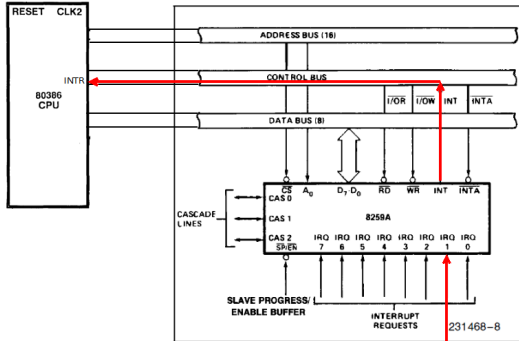 RESET CLK2
ADDRESS BUS (16)
INTR
CONTROL BUS
80386
CPU
I/OR I/OW INT INTA
DATA BUS (8)
CS A0 D7 D0 RD WR INT INTA
CAS 0
CASCADE
LINES
CAS 1
8259A
CAS 2
IRQ IRQ IRQ IRQ IRQ IRQ IRQ IRQ
SP/EN 7 6 5 4 3 2 1 0
SLAVE PROGRESS/
ENABLE BUFFER
INTERRUPT
REQUESTS
231468-8